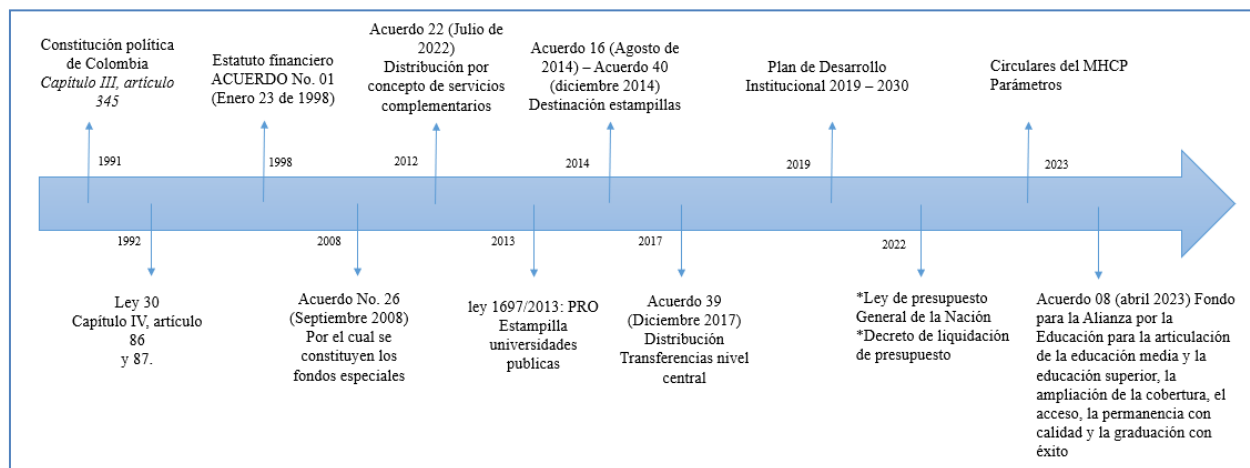 Constitución política
de Colombia
Capítulo III, artículo
345
Estatuto financiero
ACUERDO No. 01
(Enero 23 de 1998)
Acuerdo 22 (Julio de
2022)
Distribución por
concepto de servicios
complementarios
Acuerdo 16 (Agosto de
2014) – Acuerdo 40
(diciembre 2014)
Destinación estampillas
Plan de Desarrollo
Institucional 2019 – 2030
Circulares del MHCP
Parámetros
1991
1998
2012
2014
2019
2023
1992
2008
2013
2017
2022
Ley 30
Capítulo IV, artículo
86
y 87.
Acuerdo No. 26
(Septiembre 2008)
Por el cual se
constituyen los
fondos especiales
ley 1697/2013: PRO
Estampilla
universidades
publicas
Acuerdo 39
(Diciembre 2017)
Distribución
Transferencias nivel
central
*Ley de presupuesto
General de la Nación
*Decreto de liquidación
de presupuesto
Acuerdo 08 (abril 2023) Fondo
para la Alianza por la
Educación para la articulación
de la educación media y la
educación superior, la
ampliación de la cobertura, el
acceso, la permanencia con
calidad y la graduación con
éxito